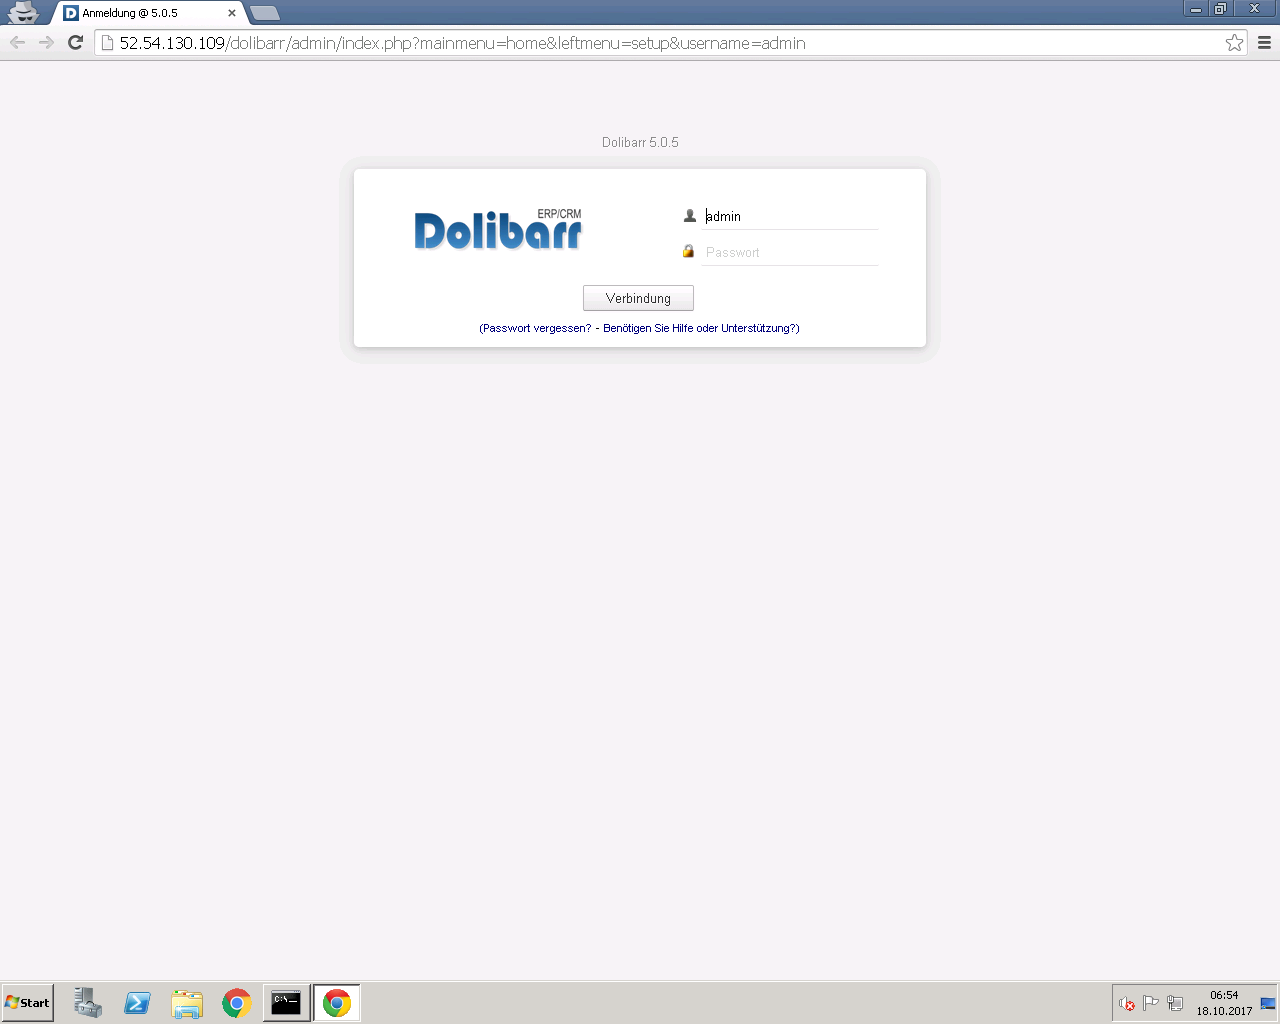 Anmeldung @ 5.0.5
52.54.130.109/dolibarr/admin/index.php?mainmenu=home&leftmenu=setup&username=admin
Dolibarr 5.0.5
ERP/CRM
Dolibarr
admin
Passwort
Verbindung
(Passwort vergessen? - Benötigen Sie Hilfe oder Unterstützung?)
Start
C:\
06:54
18.10.2017